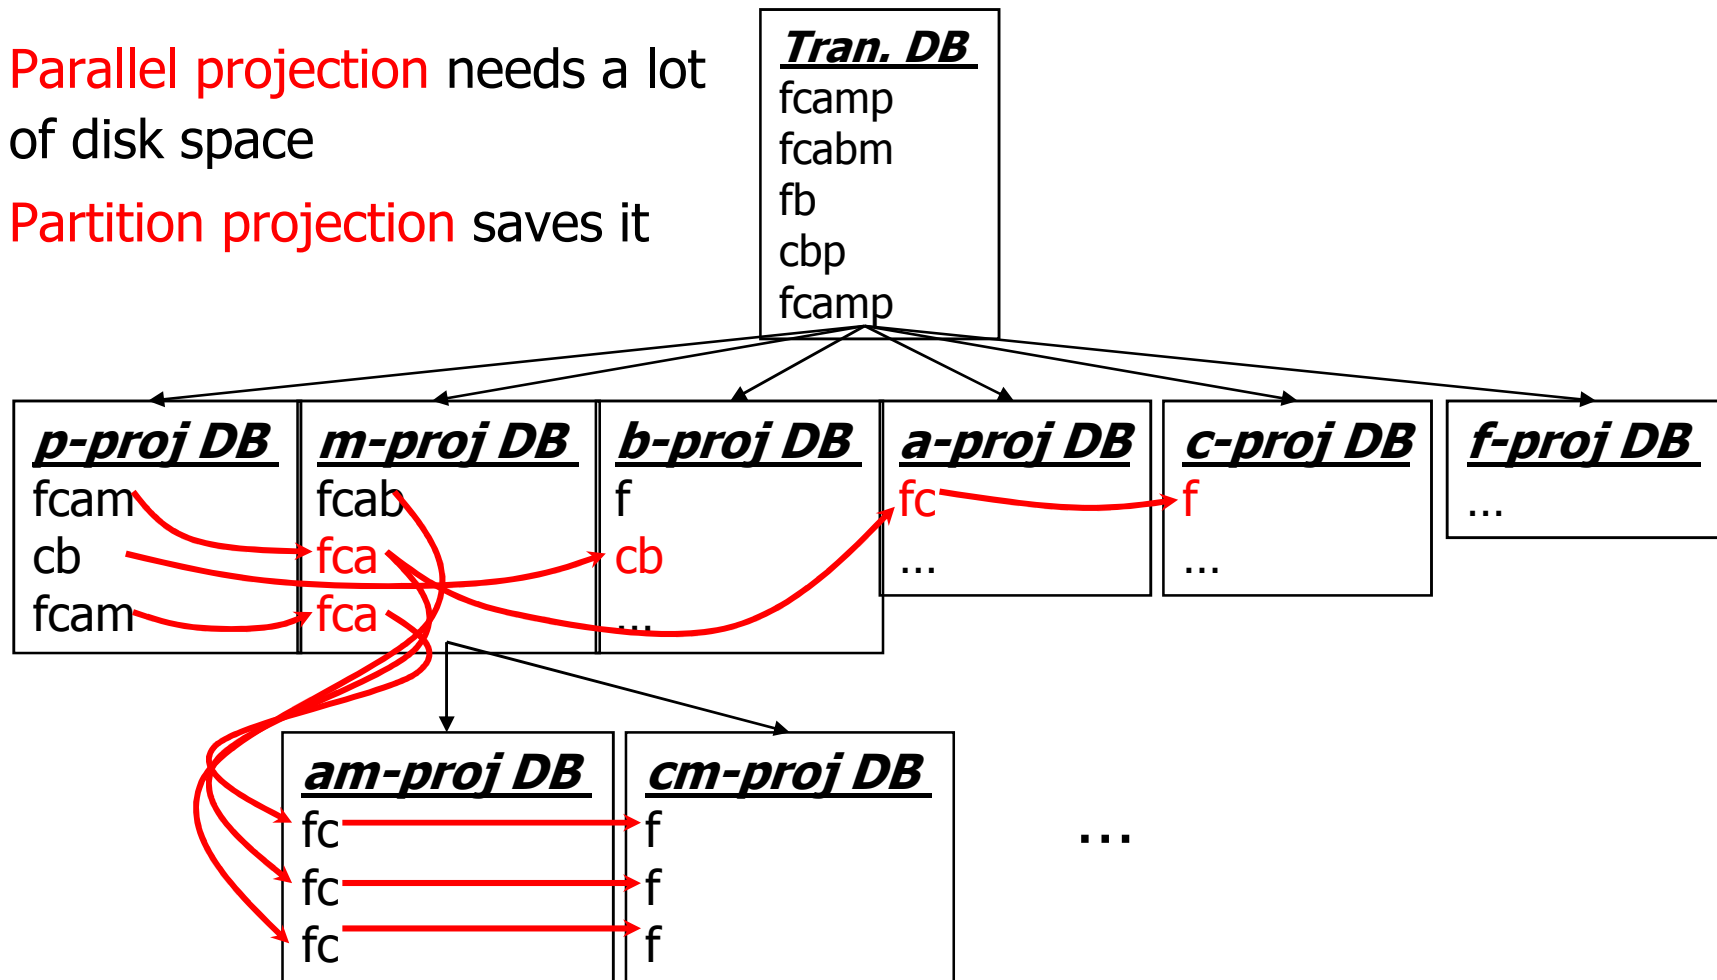 Parallel projection needs a lot
of disk space
Partition projection saves it
Tran. DB
fcamp
fcabm
fb
cbp
fcamp
p-proj DB
fcam
cb
fcam
m-proj DB
fcab
fca
fca
b-proj DB
f
cb
...
a-proj DB
fc
...
c-proj DB
f
...
f-proj DB
...
am-proj DB
fc
fc
fc
cm-proj DB
f
f
f
...